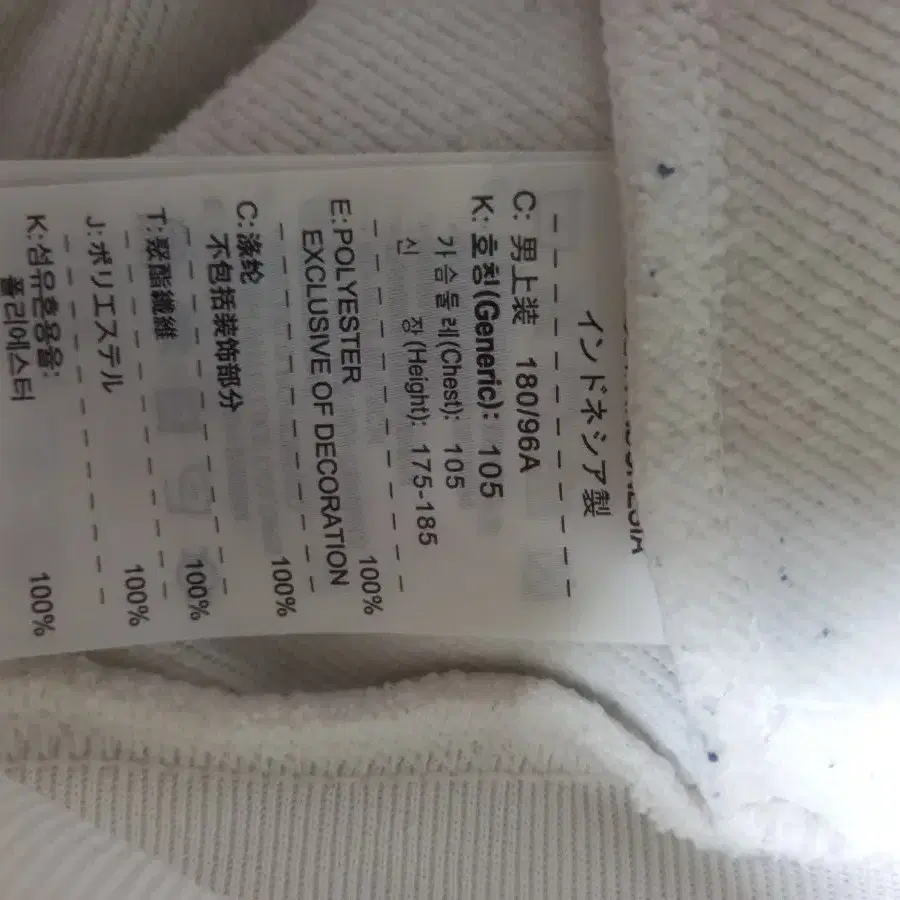 インドネシア製
C: 男上装 180/96A
K: 호칭(Generic): 105
가슴둘레(Chest): 105
신 장(Height): 175-185
E: POLYESTER 100%
EXCLUSIVE OF DECORATION
C: 涤纶 100%
不包括装饰部分
T: 聚酯纖維 100%
J: ポリエステル 100%
K: 섬유혼용율:
폴리에스터 100%